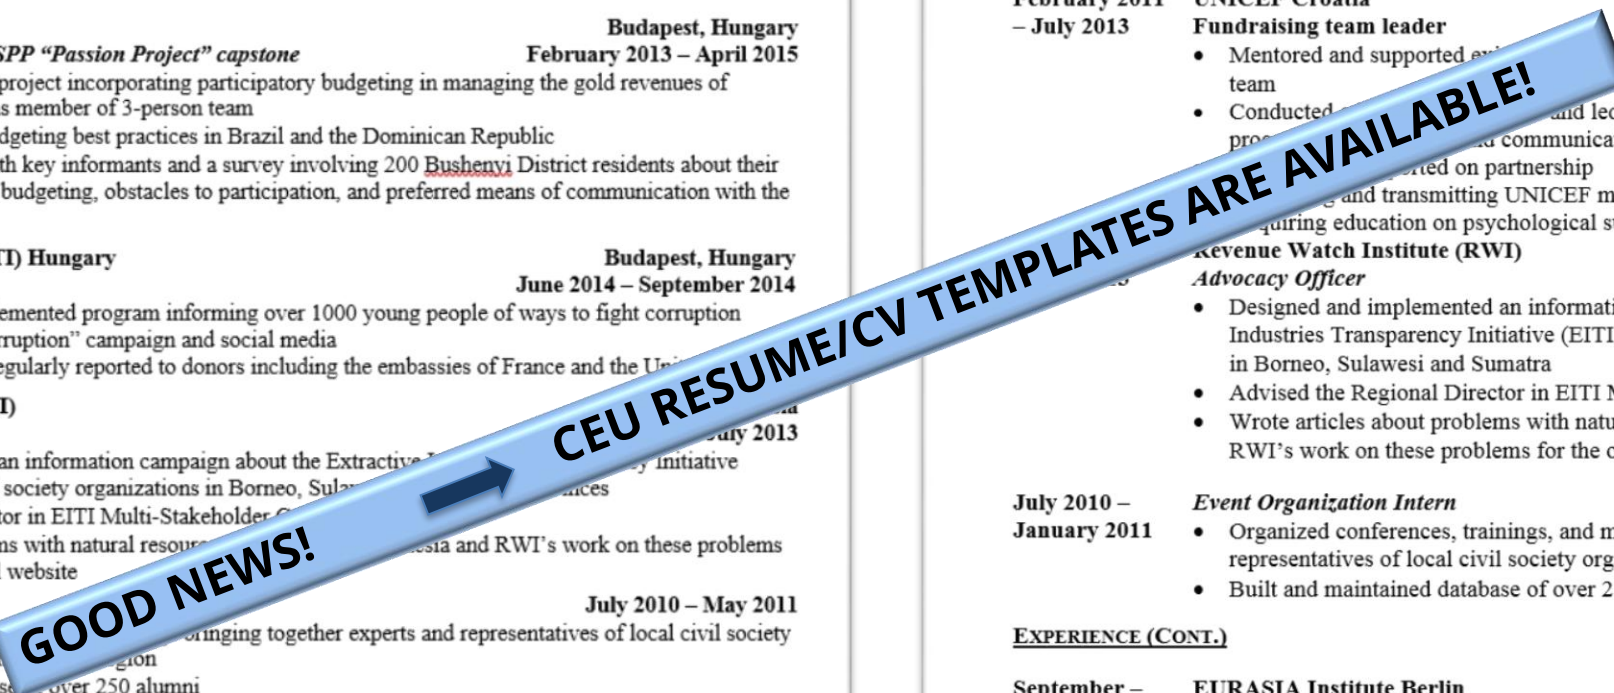 Budapest, Hungary
SPP “Passion Project” capstone February 2013 – April 2015
project incorporating participatory budgeting in managing the gold revenues of
s member of 3-person team
dgeting best practices in Brazil and the Dominican Republic
th key informants and a survey involving 200 Bushenyi District residents about their
budgeting, obstacles to participation, and preferred means of communication with the
TI) Hungary Budapest, Hungary
June 2014 – September 2014
emented program informing over 1000 young people of ways to fight corruption
rruption” campaign and social media
egularly reported to donors including the embassies of France and the
I)
July 2013
an information campaign about the Extractive Initiative
society organizations in Borneo,
tor in EITI Multi-Stakeholder
ns with natural and RWI’s work on these problems
website
July 2010 – May 2011
bringing together experts and representatives of local civil society
over 250 alumni
February 2011 UNICEF Croatia
– July 2013 Fundraising team leader
• Mentored and supported
team
• Conducted and led
communica
on partnership
and transmitting UNICEF m
education on psychological s
Revenue Watch Institute (RWI)
Advocacy Officer
• Designed and implemented an informati
Industries Transparency Initiative (EITI
in Borneo, Sulawesi and Sumatra
• Advised the Regional Director in EITI M
• Wrote articles about problems with natu
RWI’s work on these problems for the o
July 2010 – Event Organization Intern
January 2011 • Organized conferences, trainings, and m
representatives of local civil society org
• Built and maintained database of over 2
EXPERIENCE (CONT.)
September – EURASIA Institute Berlin
GOOD NEWS! CEU RESUME/CV TEMPLATES ARE AVAILABLE!